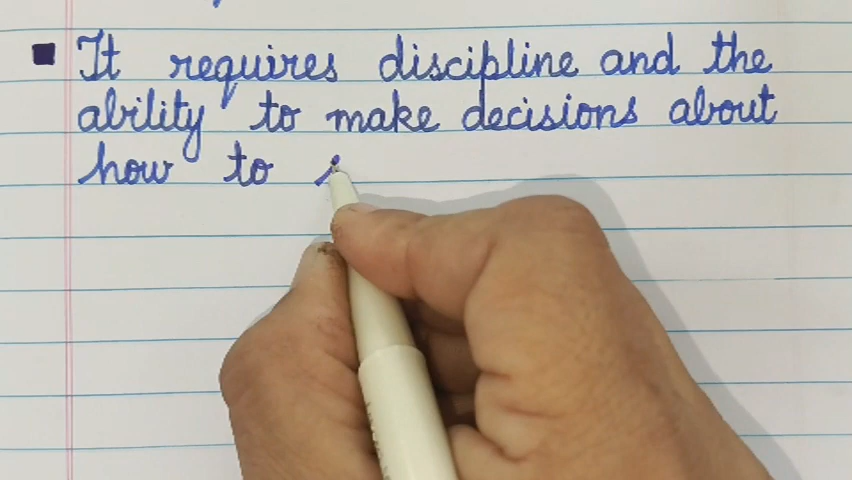 It requires discipline and the
ability to make decisions about
how to